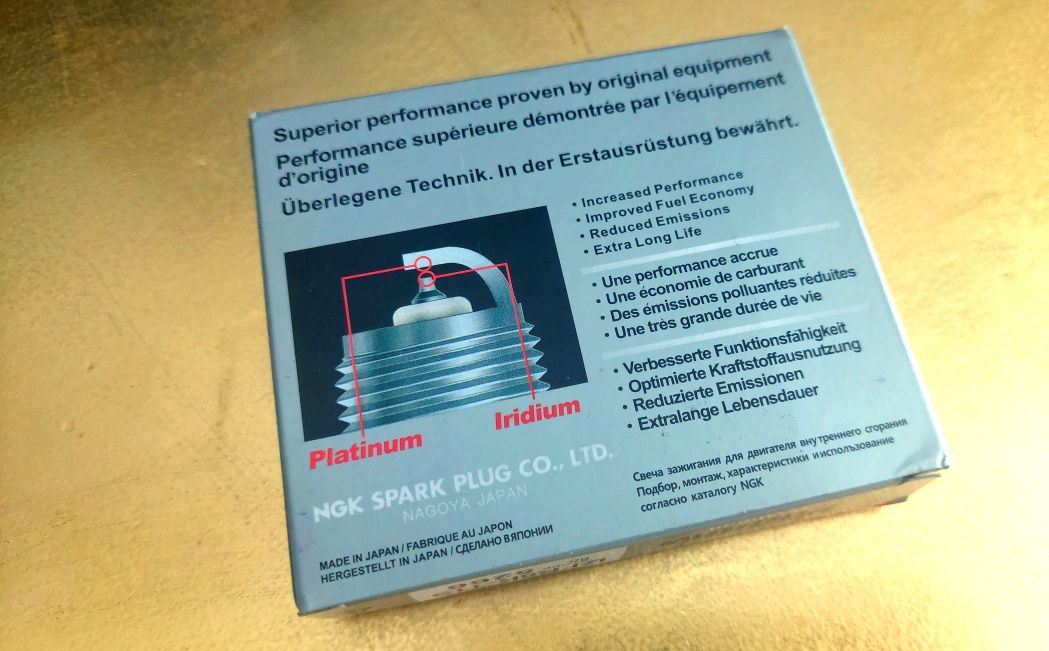 Superior performance proven by original equipment
Performance supérieure démontrée par l'équipement
d'origine
Überlegene Technik. In der Erstausrüstung bewährt.
• Increased Performance
• Improved Fuel Economy
• Reduced Emissions
• Extra Long Life
• Une performance accrue
• Une économie de carburant
• Des émissions polluantes réduites
• Une très grande durée de vie
• Verbesserte Funktionsfähigkeit
• Optimierte Kraftstoffausnutzung
• Reduzierte Emissionen
• Extralange Lebensdauer
Platinum
Iridium
NGK SPARK PLUG CO., LTD.
NAGOYA JAPAN
Свеча зажигания для двигателя внутреннего сгорания
Подбор, монтаж, характеристики и использование
согласно каталогу NGK
MADE IN JAPAN / FABRIQUE AU JAPON
HERGESTELLT IN JAPAN / СДЕЛАНО В ЯПОНИИ